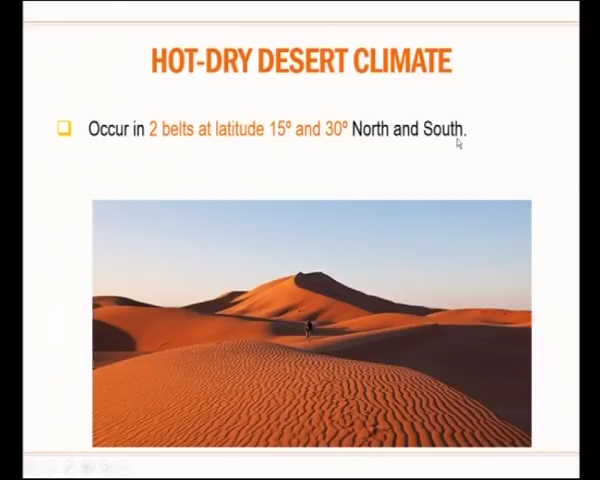 HOT-DRY DESERT CLIMATE
Occur in 2 belts at latitude 15º and 30º North and South.